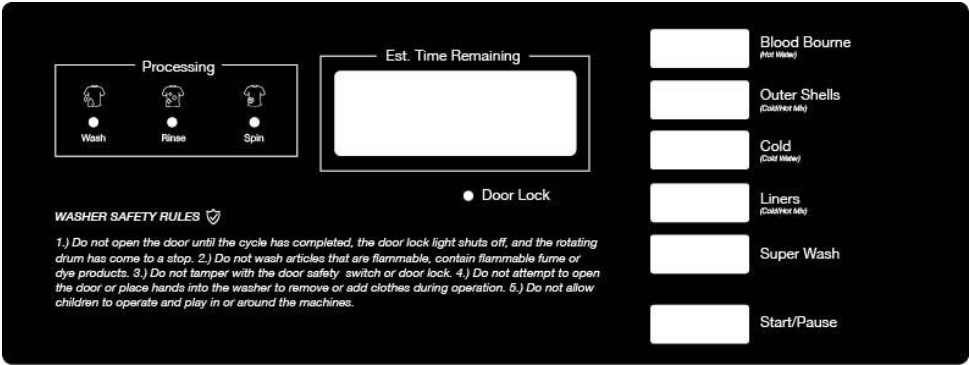 Processing
Wash
Rinse
Spin
Est. Time Remaining
Door Lock
WASHER SAFETY RULES
1.) Do not open the door until the cycle has completed, the door lock light shuts off, and the rotating
drum has come to a stop. 2.) Do not wash articles that are flammable, contain flammable fume or
dye products. 3.) Do not tamper with the door safety switch or door lock. 4.) Do not attempt to open
the door or place hands into the washer to remove or add clothes during operation. 5.) Do not allow
children to operate and play in or around the machines.
Blood Bourne
(Hot Water)
Outer Shells
(Cold/Hot Mix)
Cold
(Cold Water)
Liners
(Cold/Hot Mix)
Super Wash
Start/Pause